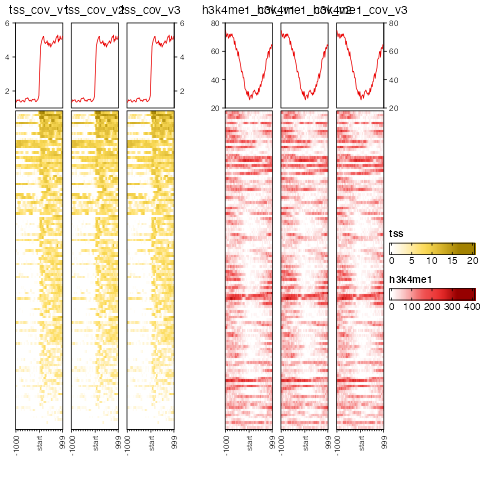 tss_cov_v1 tss_cov_v2 tss_cov_v3 h3k4me1_cov_v1 h3k4me1_cov_v2 h3k4me1_cov_v3
6 6 80 80
4 4 60 60
2 2 40 40
20 20
tss
0 5 10 15 20
h3k4me1
0 100 200 300 400
-1000 start 999 -1000 start 999 -1000 start 999 -1000 start 999 -1000 start 999 -1000 start 999